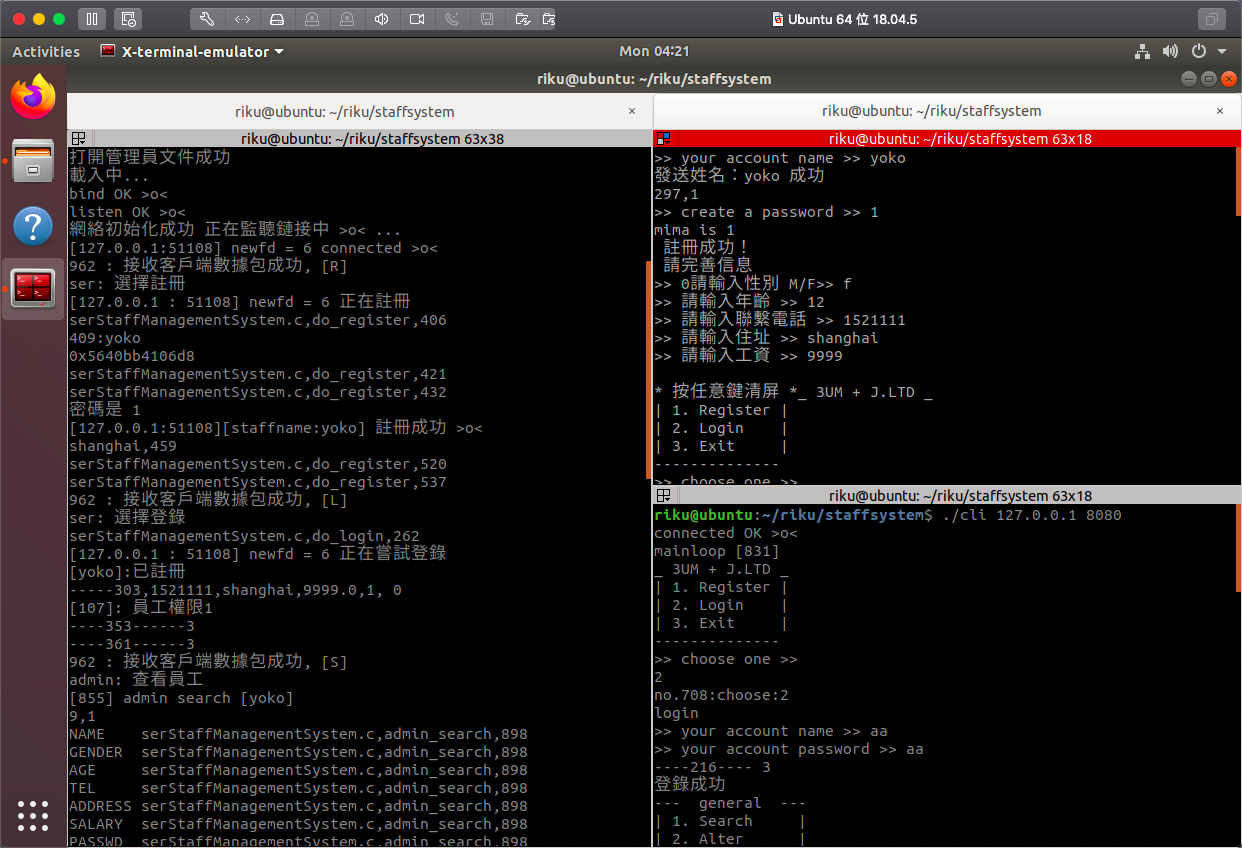 Ubuntu 64 位 18.04.5
Activities
X-terminal-emulator
Mon 04:21
riku@ubuntu: ~/riku/staffsystem
riku@ubuntu: ~/riku/staffsystem ×
riku@ubuntu: ~/riku/staffsystem ×
riku@ubuntu: ~/riku/staffsystem 63x38
打開管理員文件成功
載入中...
bind OK >o<
listen OK >o<
網絡初始化成功 正在監聽鏈接中 >o< ...
[127.0.0.1:51108] newfd = 6 connected >o<
962 : 接收客戶端數據包成功, [R]
ser: 選擇註冊
[127.0.0.1 : 51108] newfd = 6 正在註冊
serStaffManagementSystem.c,do_register,406
409:yoko
0x5640bb4106d8
serStaffManagementSystem.c,do_register,421
serStaffManagementSystem.c,do_register,432
密碼是 1
[127.0.0.1:51108][staffname:yoko] 註冊成功 >o<
shanghai,459
serStaffManagementSystem.c,do_register,520
serStaffManagementSystem.c,do_register,537
962 : 接收客戶端數據包成功, [L]
ser: 選擇登錄
serStaffManagementSystem.c,do_login,262
[127.0.0.1 : 51108] newfd = 6 正在嘗試登錄
[yoko]:已註冊
-----303,1521111,shanghai,9999.0,1, 0
[107]: 員工權限1
----353------3
----361------3
962 : 接收客戶端數據包成功, [S]
admin: 查看員工
[855] admin search [yoko]
9,1
NAME    serStaffManagementSystem.c,admin_search,898
GENDER  serStaffManagementSystem.c,admin_search,898
AGE     serStaffManagementSystem.c,admin_search,898
TEL     serStaffManagementSystem.c,admin_search,898
ADDRESS serStaffManagementSystem.c,admin_search,898
SALARY  serStaffManagementSystem.c,admin_search,898
PASSWD  serStaffManagementSystem.c,admin_search,898
riku@ubuntu: ~/riku/staffsystem 63x18
>> your account name >> yoko
發送姓名：yoko 成功
297,1
>> create a password >> 1
mima is 1
註冊成功！
請完善信息
>> 0請輸入性別 M/F>> f
>> 請輸入年齡 >> 12
>> 請輸入聯繫電話 >> 1521111
>> 請輸入住址 >> shanghai
>> 請輸入工資 >> 9999
* 按任意鍵清屏 *_ 3UM + J.LTD _
| 1. Register |
| 2. Login    |
| 3. Exit     |
--------------
>> choose one >>
riku@ubuntu: ~/riku/staffsystem 63x18
riku@ubuntu:~/riku/staffsystem$ ./cli 127.0.0.1 8080
connected OK >o<
mainloop [831]
_ 3UM + J.LTD _
| 1. Register |
| 2. Login    |
| 3. Exit     |
--------------
>> choose one >>
2
no.708:choose:2
login
>> your account name >> aa
>> your account password >> aa
----216---- 3
登錄成功
---  general  ---
| 1. Search     |
| 2. Alter      |